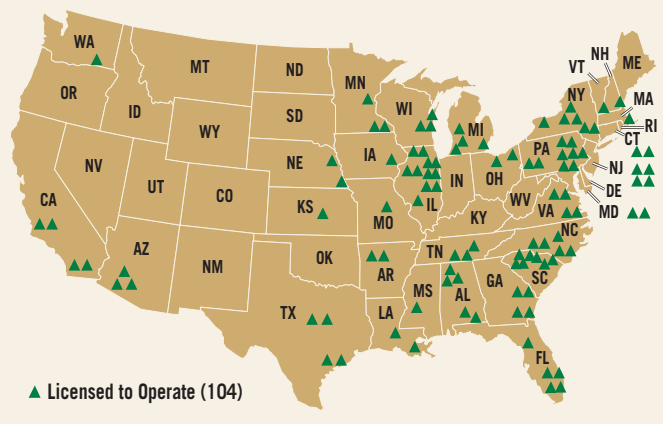 WA
MT
ND
MN
VT
NH
ME
OR
ID
SD
WI
MI
NY
MA
RI
CT
WY
NE
IA
PA
NJ
NV
UT
CO
IL
IN
OH
DE
MD
CA
KS
MO
KY
WV
VA
AZ
NM
OK
AR
TN
NC
SC
TX
LA
MS
AL
GA
FL
Licensed to Operate (104)